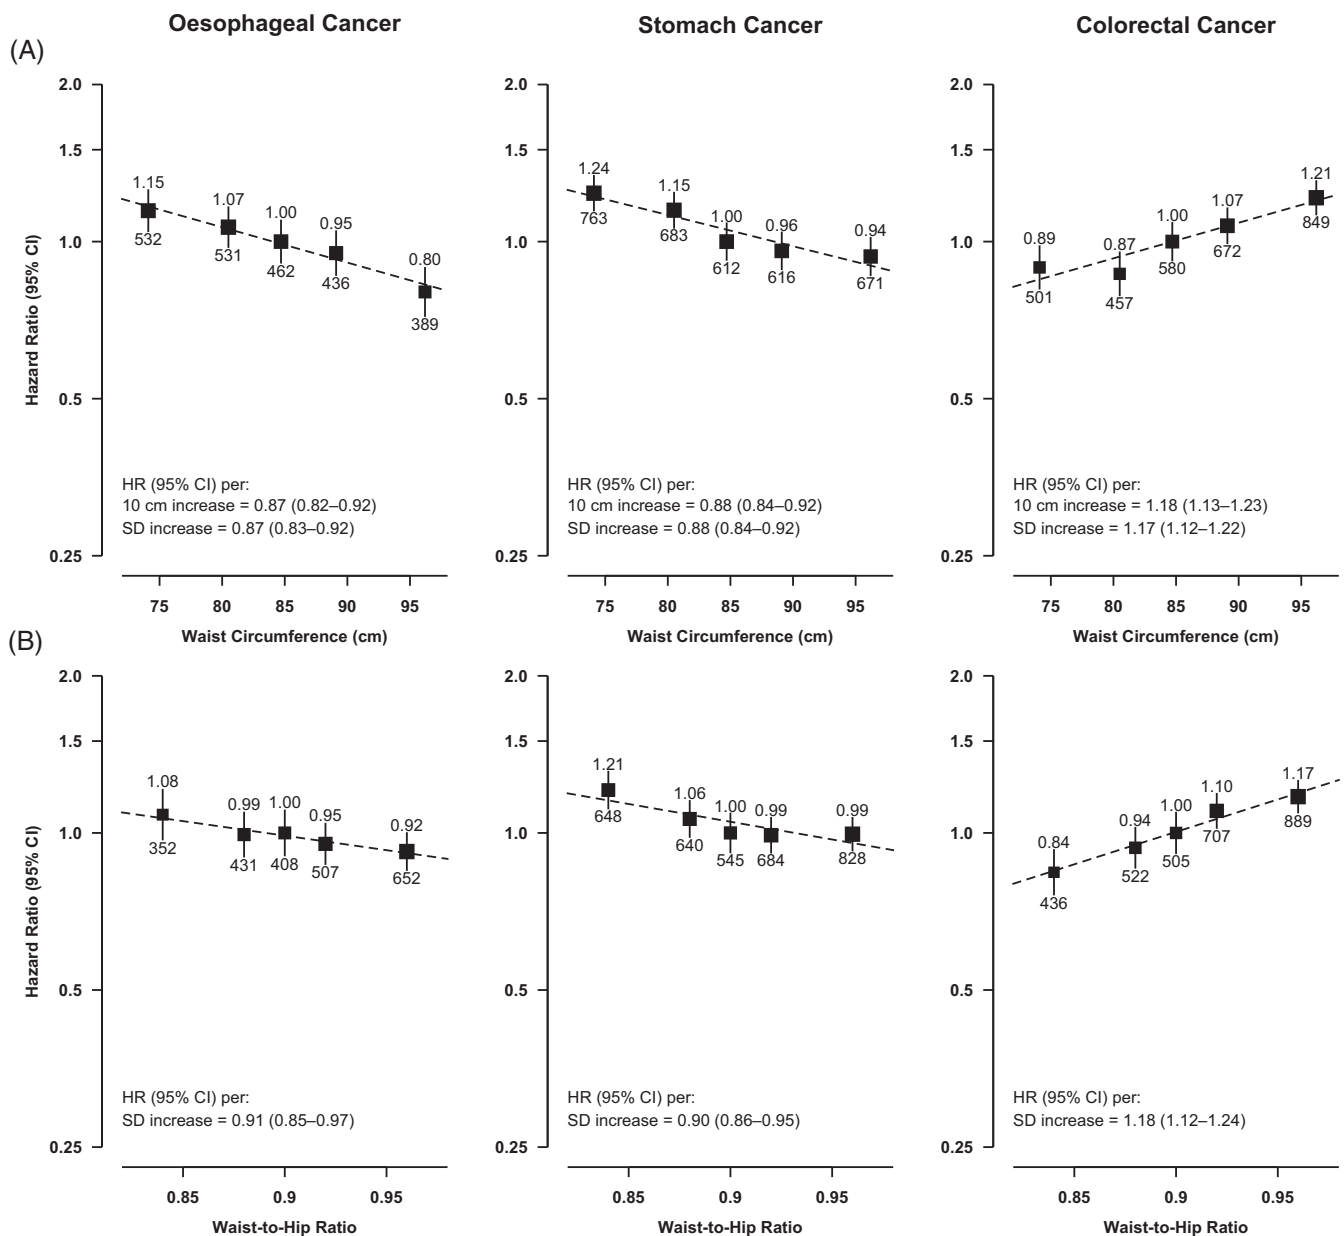 Oesophageal Cancer
Stomach Cancer
Colorectal Cancer
(A)
Hazard Ratio (95% CI)
2.0
1.5
1.0
0.5
0.25
1.15
532
1.07
531
1.00
462
0.95
436
0.80
389
HR (95% CI) per:
10 cm increase = 0.87 (0.82–0.92)
SD increase = 0.87 (0.83–0.92)
75 80 85 90 95
Waist Circumference (cm)
2.0
1.5
1.0
0.5
0.25
1.24
763
1.15
683
1.00
612
0.96
616
0.94
671
HR (95% CI) per:
10 cm increase = 0.88 (0.84–0.92)
SD increase = 0.88 (0.84–0.92)
75 80 85 90 95
Waist Circumference (cm)
2.0
1.5
1.0
0.5
0.25
0.89
501
0.87
457
1.00
580
1.07
672
1.21
849
HR (95% CI) per:
10 cm increase = 1.18 (1.13–1.23)
SD increase = 1.17 (1.12–1.22)
75 80 85 90 95
Waist Circumference (cm)
(B)
Hazard Ratio (95% CI)
2.0
1.5
1.0
0.5
0.25
1.08
352
0.99
431
1.00
408
0.95
507
0.92
652
HR (95% CI) per:
SD increase = 0.91 (0.85–0.97)
0.85 0.9 0.95
Waist-to-Hip Ratio
2.0
1.5
1.0
0.5
0.25
1.21
648
1.06
640
1.00
545
0.99
684
0.99
828
HR (95% CI) per:
SD increase = 0.90 (0.86–0.95)
0.85 0.9 0.95
Waist-to-Hip Ratio
2.0
1.5
1.0
0.5
0.25
0.84
436
0.94
522
1.00
505
1.10
707
1.17
889
HR (95% CI) per:
SD increase = 1.18 (1.12–1.24)
0.85 0.9 0.95
Waist-to-Hip Ratio